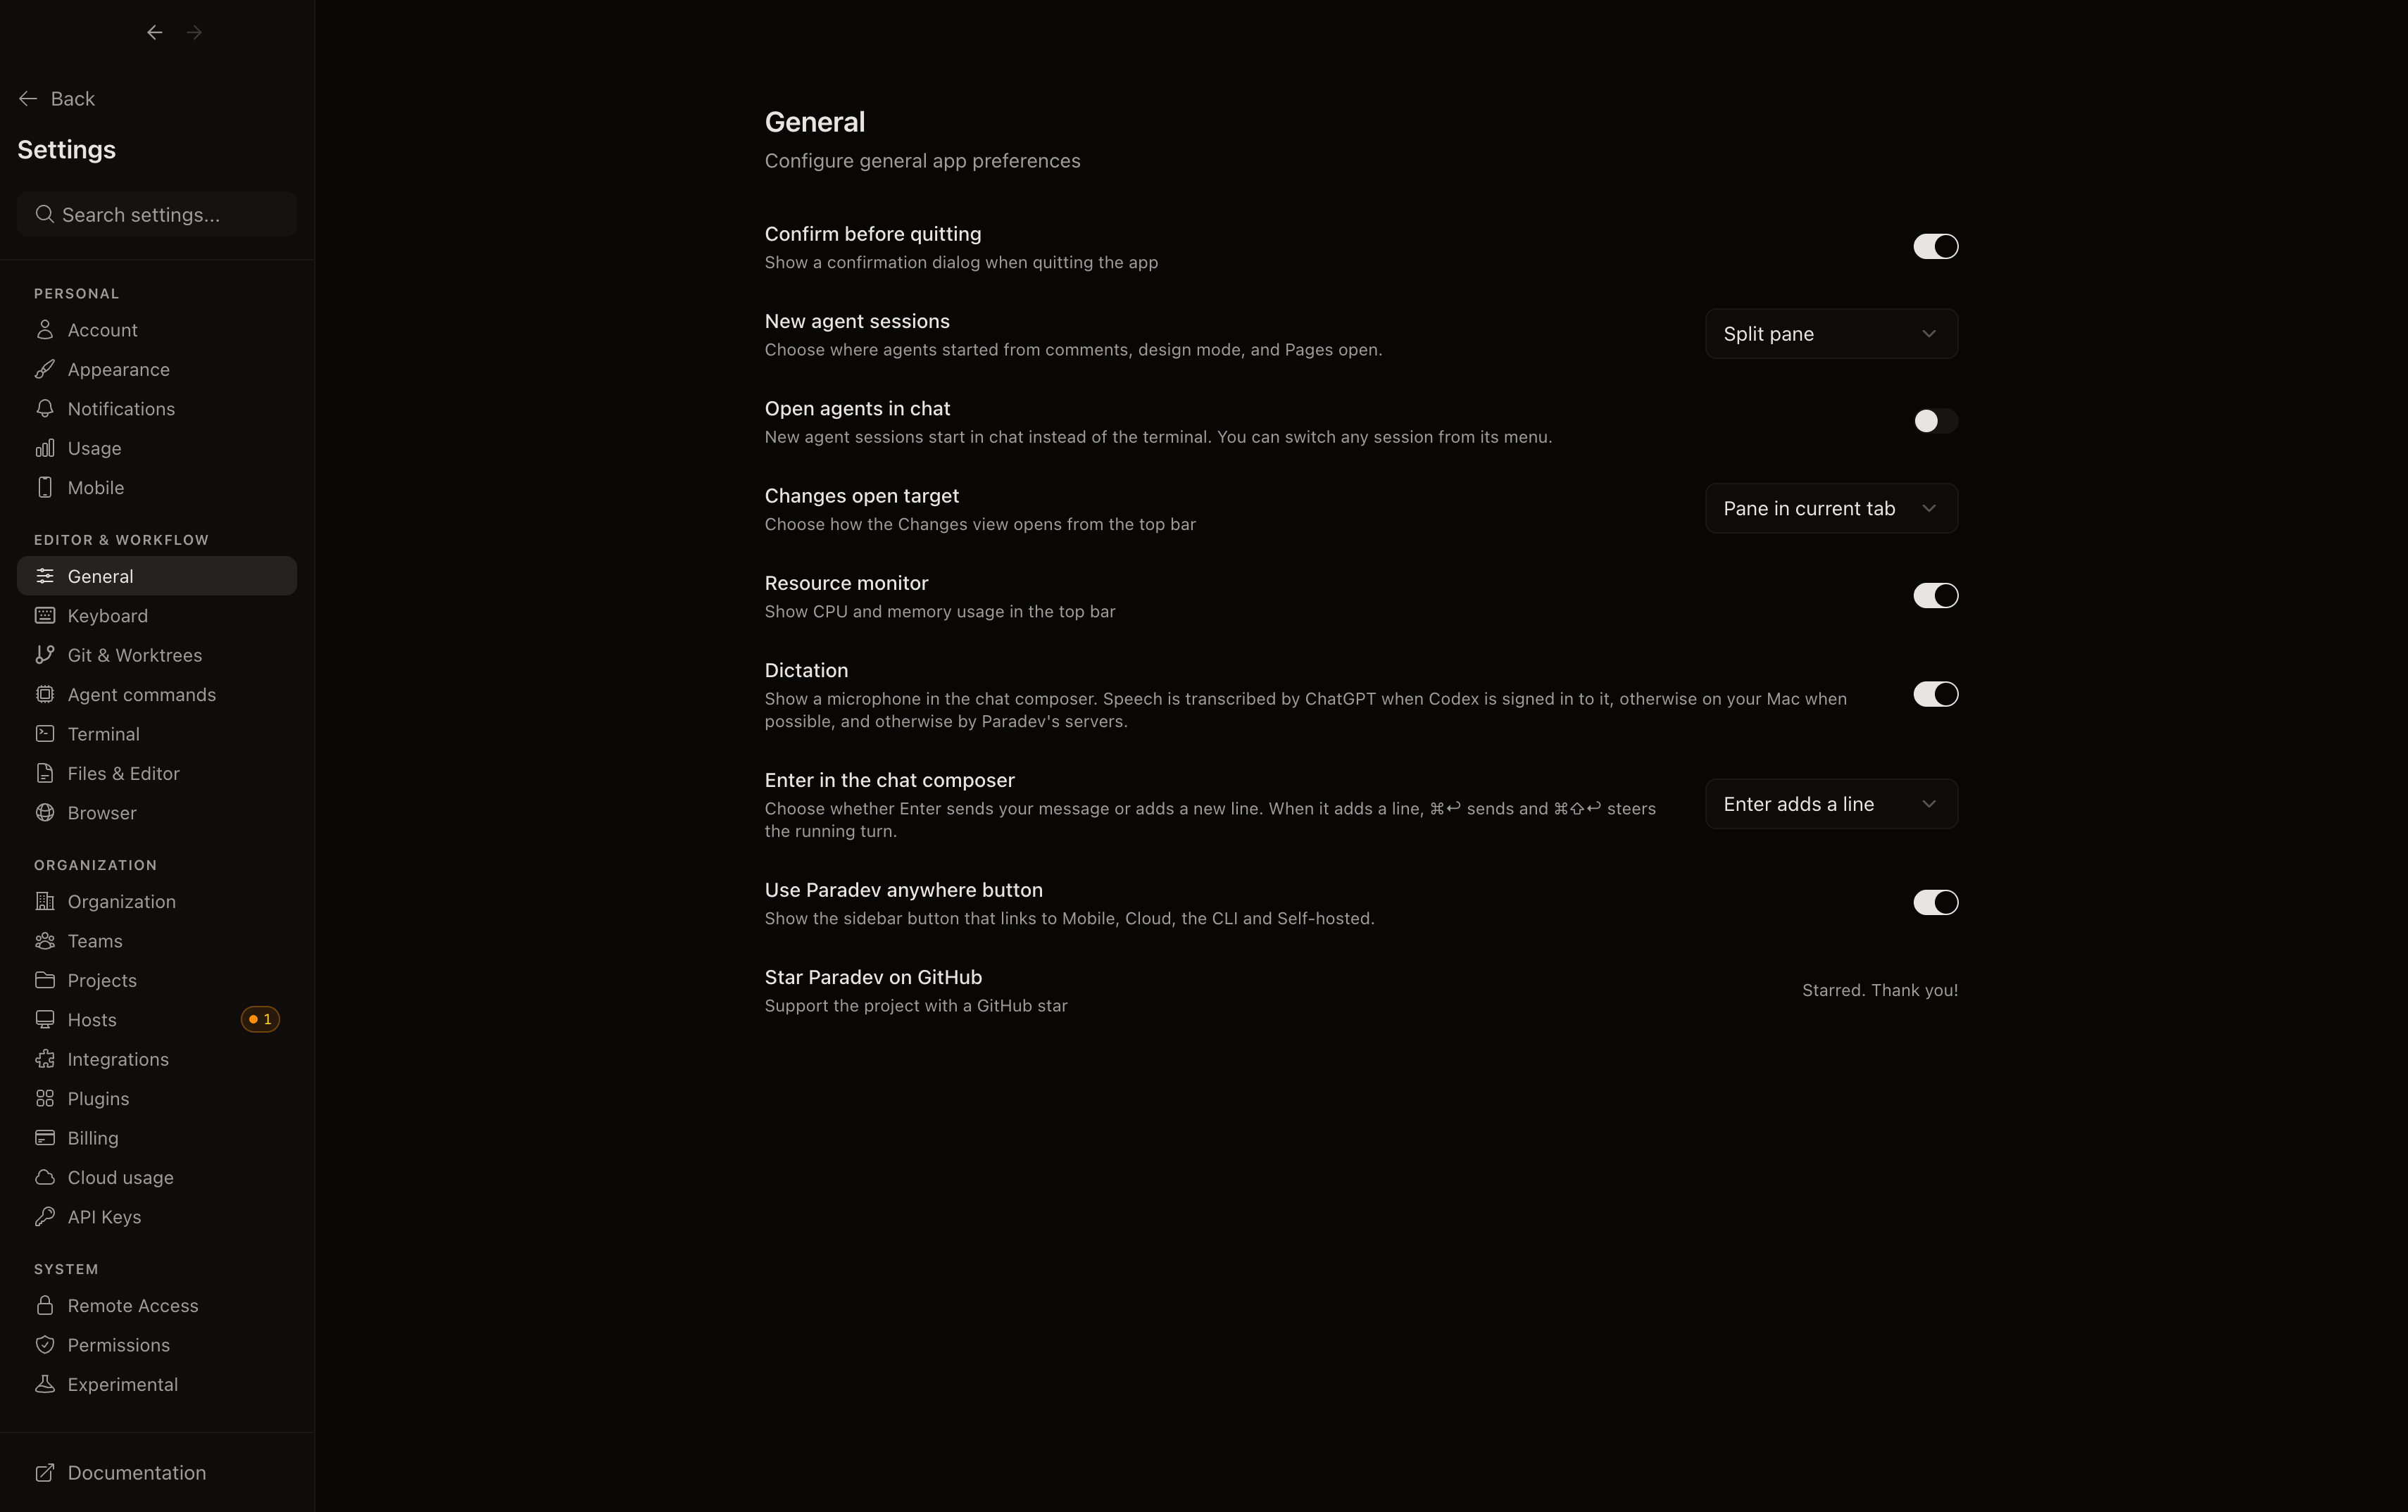 Back
Settings
Search settings...
PERSONAL
Account
Appearance
Notifications
Usage
Mobile
EDITOR & WORKFLOW
General
Keyboard
Git & Worktrees
Agent commands
Terminal
Files & Editor
Browser
ORGANIZATION
Organization
Teams
Projects
Hosts 1
Integrations
Plugins
Billing
Cloud usage
API Keys
SYSTEM
Remote Access
Permissions
Experimental
Documentation
General
Configure general app preferences
Confirm before quitting
Show a confirmation dialog when quitting the app
New agent sessions
Choose where agents started from comments, design mode, and Pages open.
Split pane
Open agents in chat
New agent sessions start in chat instead of the terminal. You can switch any session from its menu.
Changes open target
Choose how the Changes view opens from the top bar
Pane in current tab
Resource monitor
Show CPU and memory usage in the top bar
Dictation
Show a microphone in the chat composer. Speech is transcribed by ChatGPT when Codex is signed in to it, otherwise on your Mac when
possible, and otherwise by Paradev's servers.
Enter in the chat composer
Choose whether Enter sends your message or adds a new line. When it adds a line, ⌘↩ sends and ⌘⇧↩ steers
the running turn.
Enter adds a line
Use Paradev anywhere button
Show the sidebar button that links to Mobile, Cloud, the CLI and Self-hosted.
Star Paradev on GitHub
Support the project with a GitHub star
Starred. Thank you!